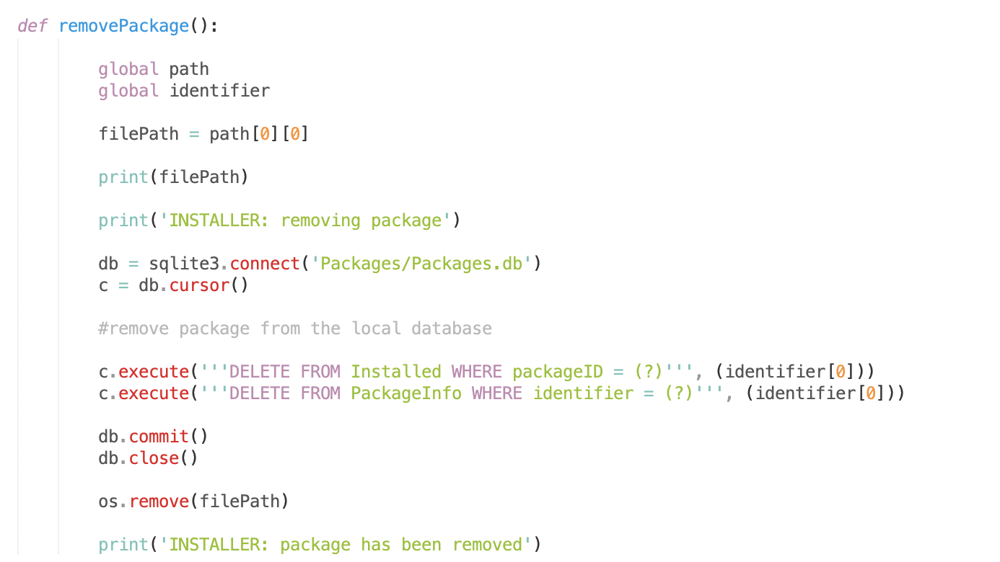 def removePackage():
global path
global identifier
filePath = path[0][0]
print(filePath)
print('INSTALLER: removing package')
db = sqlite3.connect('Packages/Packages.db')
c = db.cursor()
#remove package from the local database
c.execute('''DELETE FROM Installed WHERE packageID = (?)''', (identifier[0]))
c.execute('''DELETE FROM PackageInfo WHERE identifier = (?)''', (identifier[0]))
db.commit()
db.close()
os.remove(filePath)
print('INSTALLER: package has been removed')